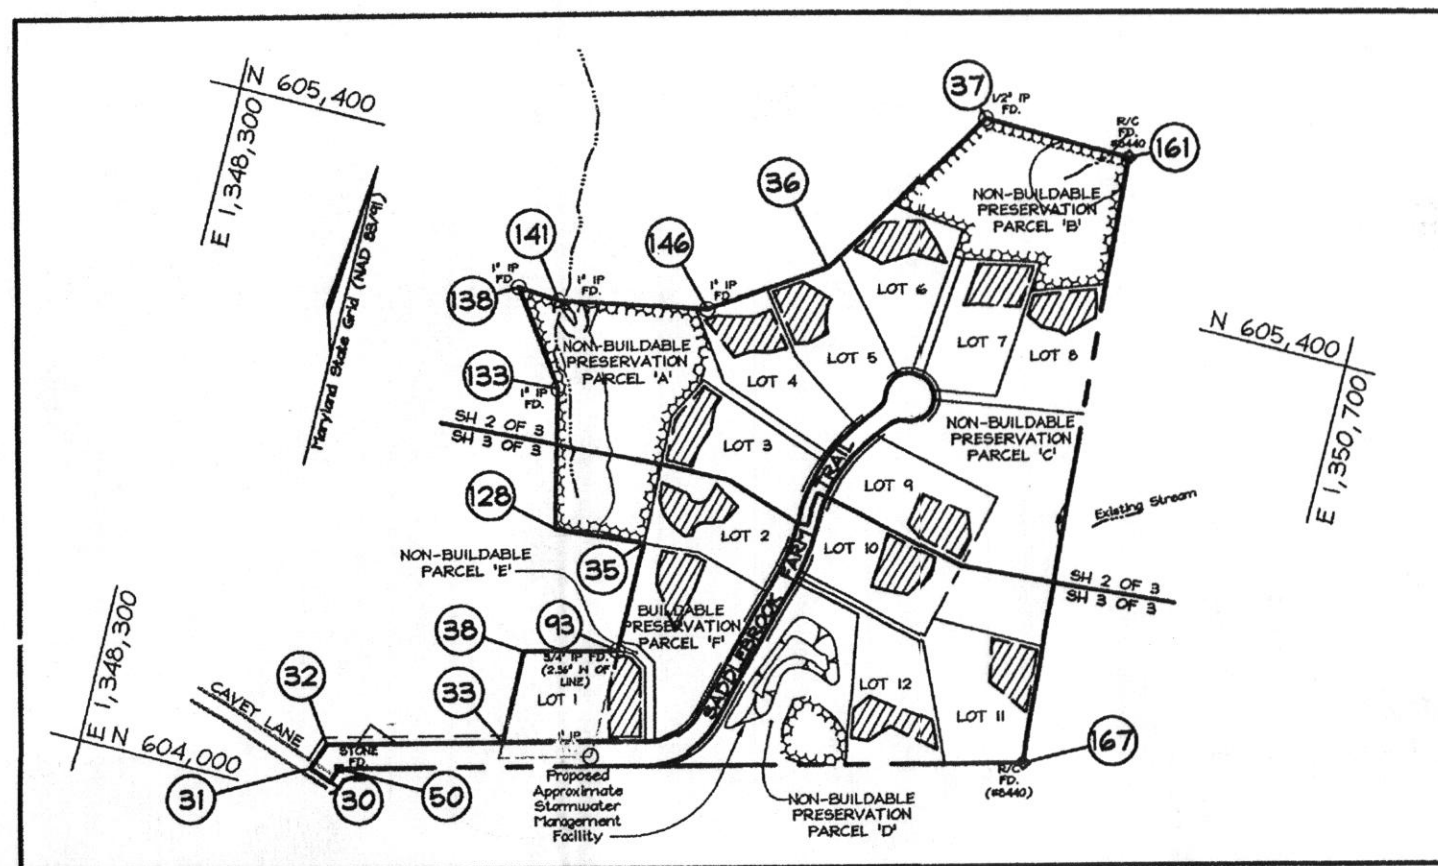 N 605,400
E 1,348,300
Maryland State Grid (NAD 83/91)
37
1/2" IP
FD.
R/C
FD.
#8440
161
36
NON-BUILDABLE
PRESERVATION
PARCEL 'B'
141
146
1" IP
FD.
1" IP
FD.
1" IP
FD.
138
LOT 6
N 605,400
E 1,350,700
NON-BUILDABLE
PRESERVATION
PARCEL 'A'
LOT 5
LOT 7
LOT 8
LOT 4
133
1" IP
FD.
SH 2 OF 3
SH 3 OF 3
LOT 3
NON-BUILDABLE
PRESERVATION
PARCEL 'C'
LOT 9
128
LOT 2
LOT 10
Existing Stream
SH 2 OF 3
SH 3 OF 3
NON-BUILDABLE
PARCEL 'E'
35
SADDLEBROOK FARM TRAIL
BUILDABLE
PRESERVATION
PARCEL 'F'
38
93
3/4" IP FD.
(2.36' N OF
LINE)
E 1,348,300
N 604,000
32
33
LOT 1
1" IP
LOT 12
LOT 11
CAVEY LANE
STONE
FD.
31
30
50
167
R/C
FD.
(#8440)
Proposed
Approximate
Stormwater
Management
Facility
NON-BUILDABLE
PRESERVATION
PARCEL 'D'